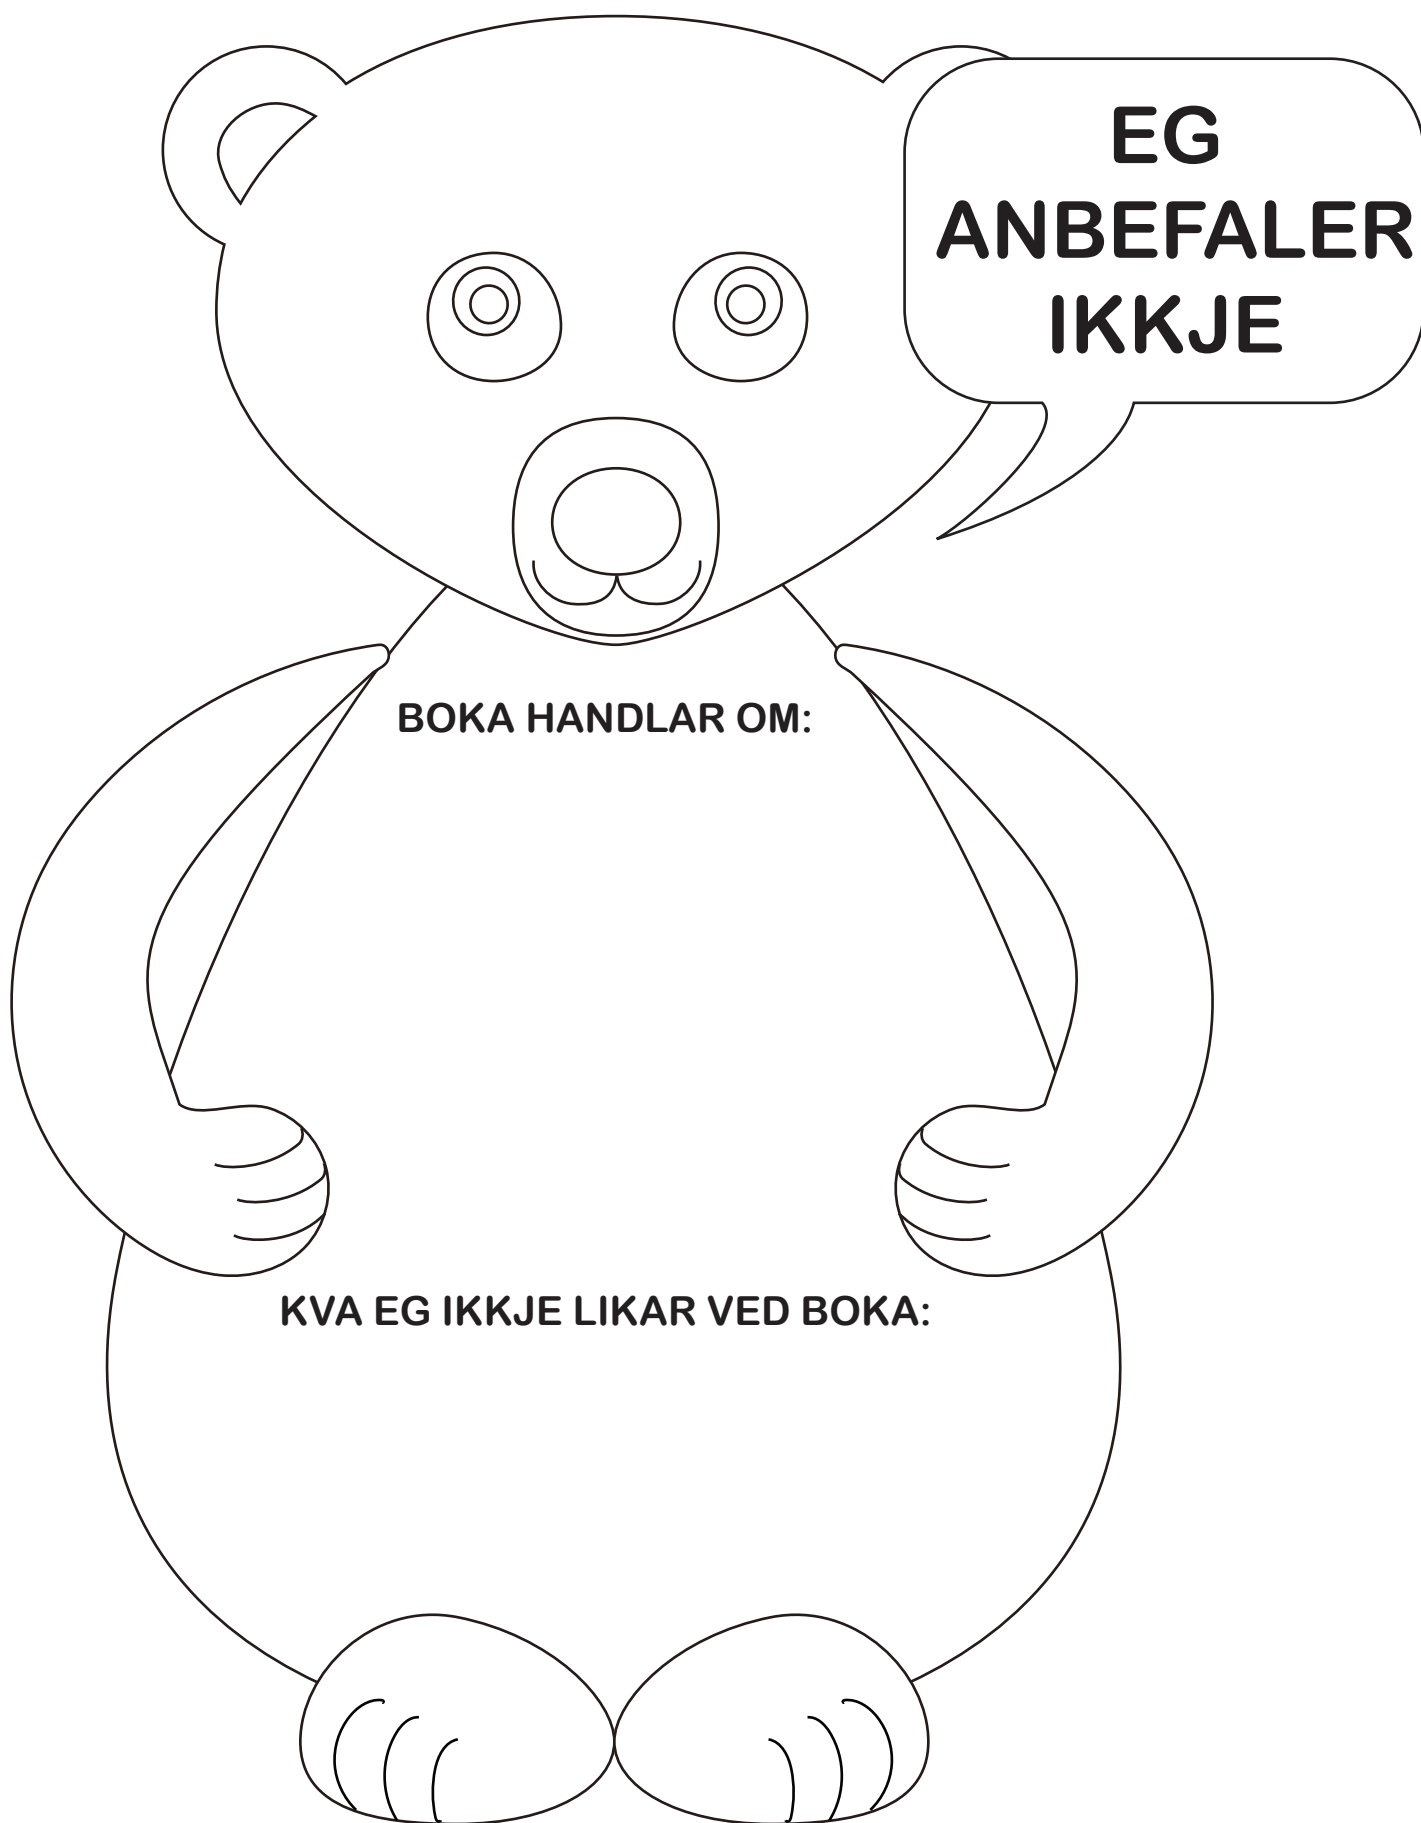 EG
ANBEFALER
IKKJE
BOKA HANDLAR OM:
KVA EG IKKJE LIKAR VED BOKA: